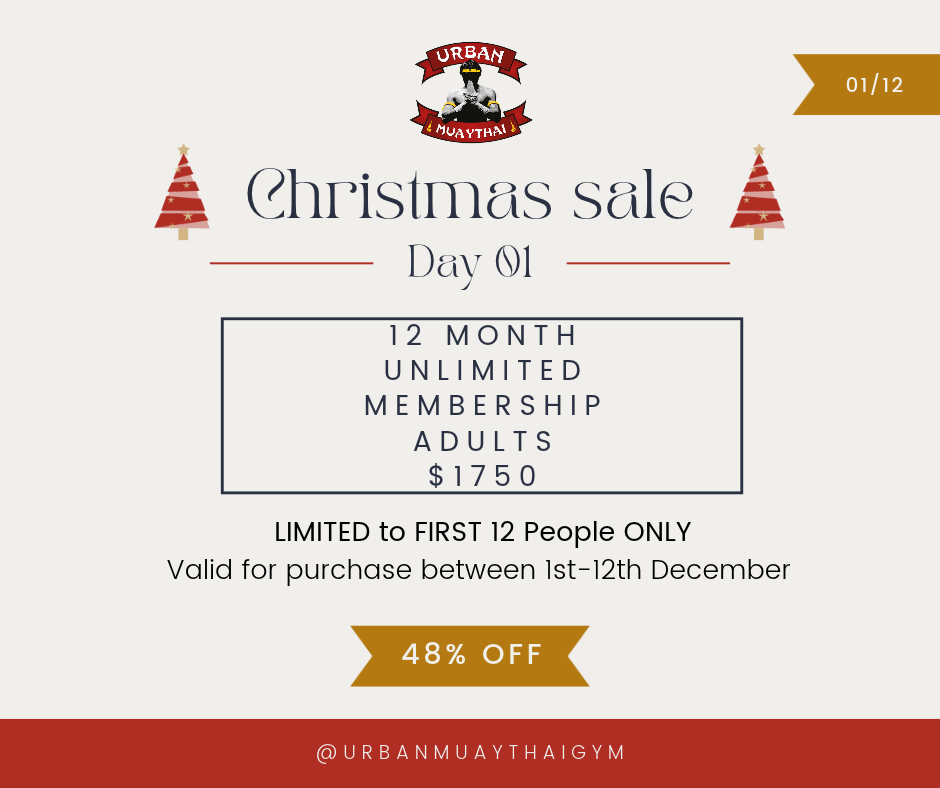 URBAN
MUAYTHAI
01/12
Christmas sale
Day 01
12 MONTH
UNLIMITED
MEMBERSHIP
ADULTS
$1750
LIMITED to FIRST 12 People ONLY
Valid for purchase between 1st-12th December
48% OFF
@URBANMUAYTHAIGYM